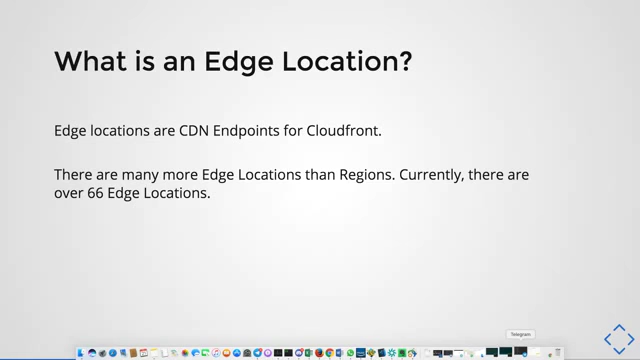 What is an Edge Location?
Edge locations are CDN Endpoints for Cloudfront.
There are many more Edge Locations than Regions. Currently, there are
over 66 Edge Locations.
Telegram